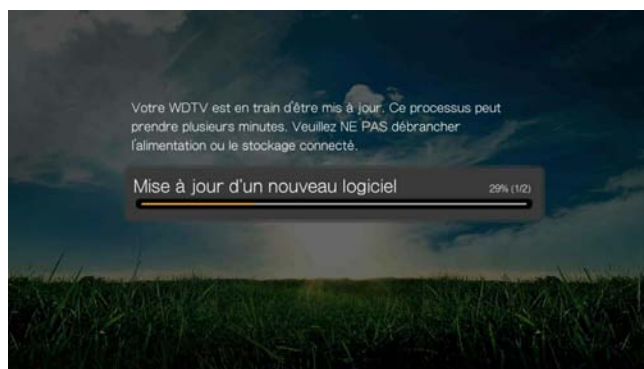 Votre WDTV est en train d'être mis à jour. Ce processus peut
prendre plusieurs minutes. Veuillez NE PAS débrancher
l'alimentation ou le stockage connecté.
Mise à jour d'un nouveau logiciel 29% (1/2)